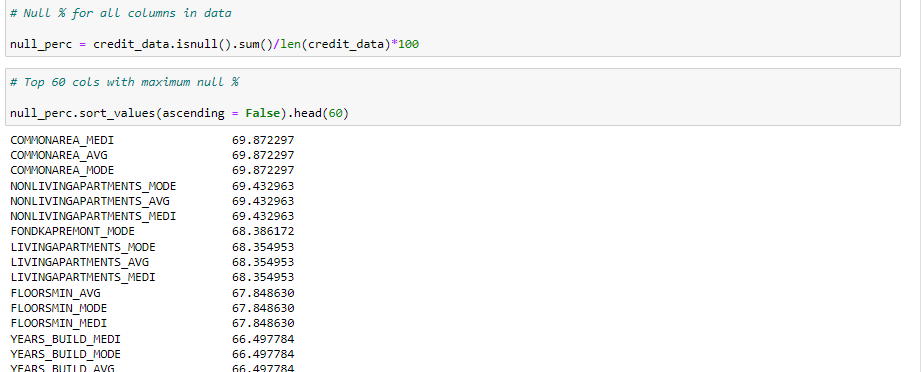 # Null % for all columns in data
null_perc = credit_data.isnull().sum()/len(credit_data)*100
# Top 60 cols with maximum null %
null_perc.sort_values(ascending = False).head(60)
COMMONAREA_MEDI 69.872297
COMMONAREA_AVG 69.872297
COMMONAREA_MODE 69.872297
NONLIVINGAPARTMENTS_MODE 69.432963
NONLIVINGAPARTMENTS_AVG 69.432963
NONLIVINGAPARTMENTS_MEDI 69.432963
FONDKAPREMONT_MODE 68.386172
LIVINGAPARTMENTS_MODE 68.354953
LIVINGAPARTMENTS_AVG 68.354953
LIVINGAPARTMENTS_MEDI 68.354953
FLOORSMIN_AVG 67.848630
FLOORSMIN_MODE 67.848630
FLOORSMIN_MEDI 67.848630
YEARS_BUILD_MEDI 66.497784
YEARS_BUILD_MODE 66.497784
YEARS_BUILD_AVG 66.497784